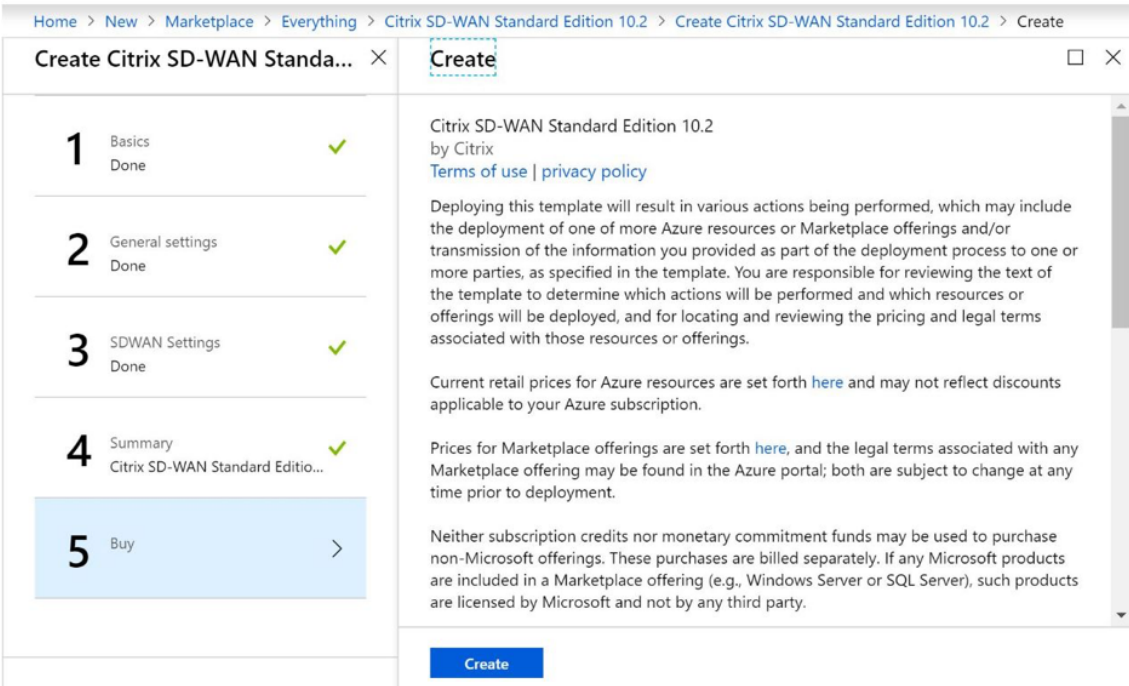 Home > New > Marketplace > Everything > Citrix SD-WAN Standard Edition 10.2 > Create Citrix SD-WAN Standard Edition 10.2 > Create
Create Citrix SD-WAN Standa...
1
Basics
Done
2
General settings
Done
3
SDWAN Settings
Done
4
Summary
Citrix SD-WAN Standard Editio...
5
Buy
Create
Citrix SD-WAN Standard Edition 10.2
by Citrix
Terms of use | privacy policy
Deploying this template will result in various actions being performed, which may include
the deployment of one of more Azure resources or Marketplace offerings and/or
transmission of the information you provided as part of the deployment process to one or
more parties, as specified in the template. You are responsible for reviewing the text of
the template to determine which actions will be performed and which resources or
offerings will be deployed, and for locating and reviewing the pricing and legal terms
associated with those resources or offerings.
Current retail prices for Azure resources are set forth here and may not reflect discounts
applicable to your Azure subscription.
Prices for Marketplace offerings are set forth here, and the legal terms associated with any
Marketplace offering may be found in the Azure portal; both are subject to change at any
time prior to deployment.
Neither subscription credits nor monetary commitment funds may be used to purchase
non-Microsoft offerings. These purchases are billed separately. If any Microsoft products
are included in a Marketplace offering (e.g., Windows Server or SQL Server), such products
are licensed by Microsoft and not by any third party.
Create